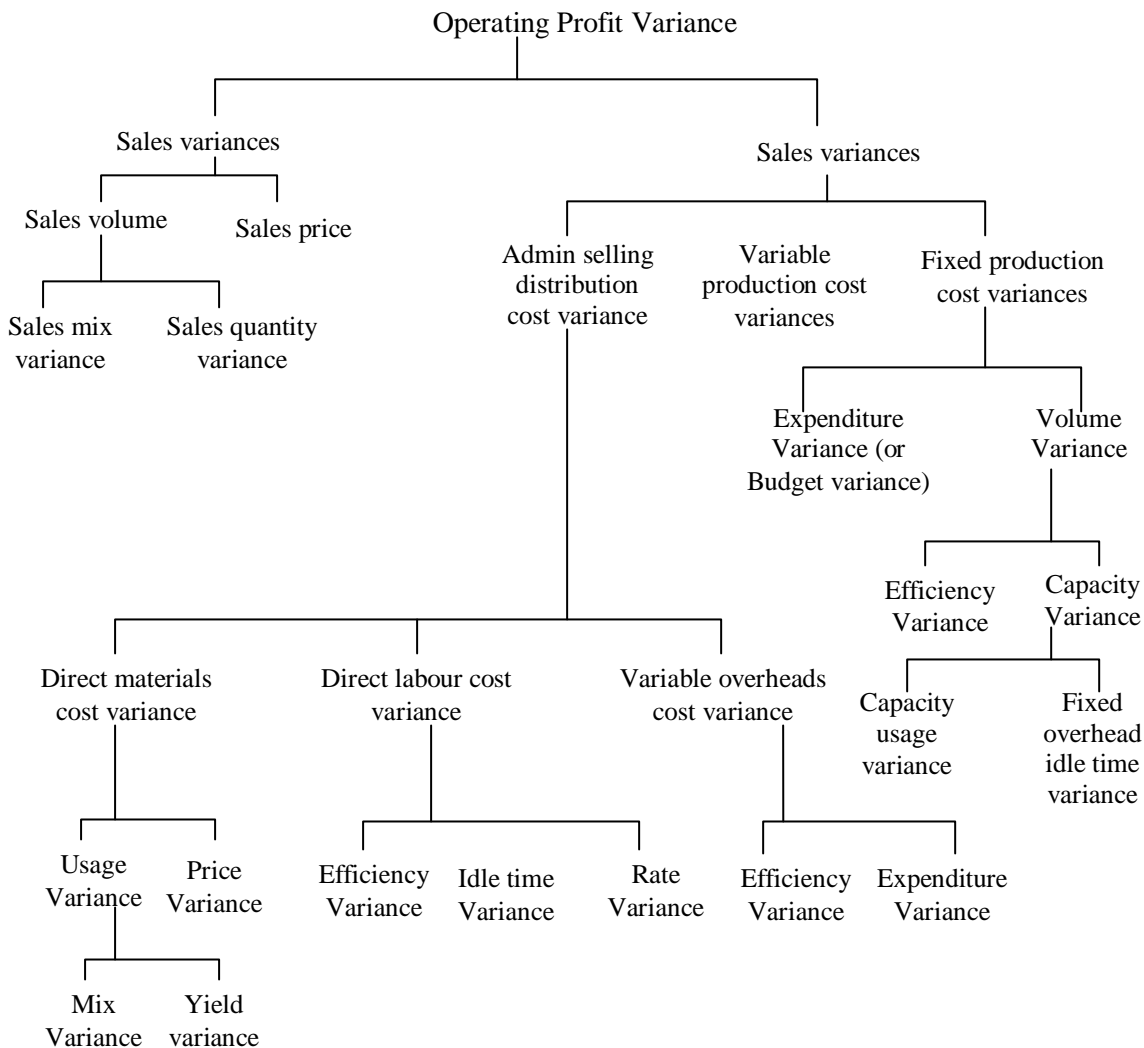 Operating Profit Variance
Sales variances
Sales variances
Sales volume
Sales price
Admin selling
distribution
cost variance
Variable
production cost
variances
Fixed production
cost variances
Sales mix
variance
Sales quantity
variance
Expenditure
Variance (or
Budget variance)
Volume
Variance
Efficiency
Variance
Capacity
Variance
Direct materials
cost variance
Direct labour cost
variance
Variable overheads
cost variance
Capacity
usage
variance
Fixed
overhead
idle time
variance
Usage
Variance
Price
Variance
Efficiency
Variance
Idle time
Variance
Rate
Variance
Efficiency
Variance
Expenditure
Variance
Mix
Variance
Yield
variance